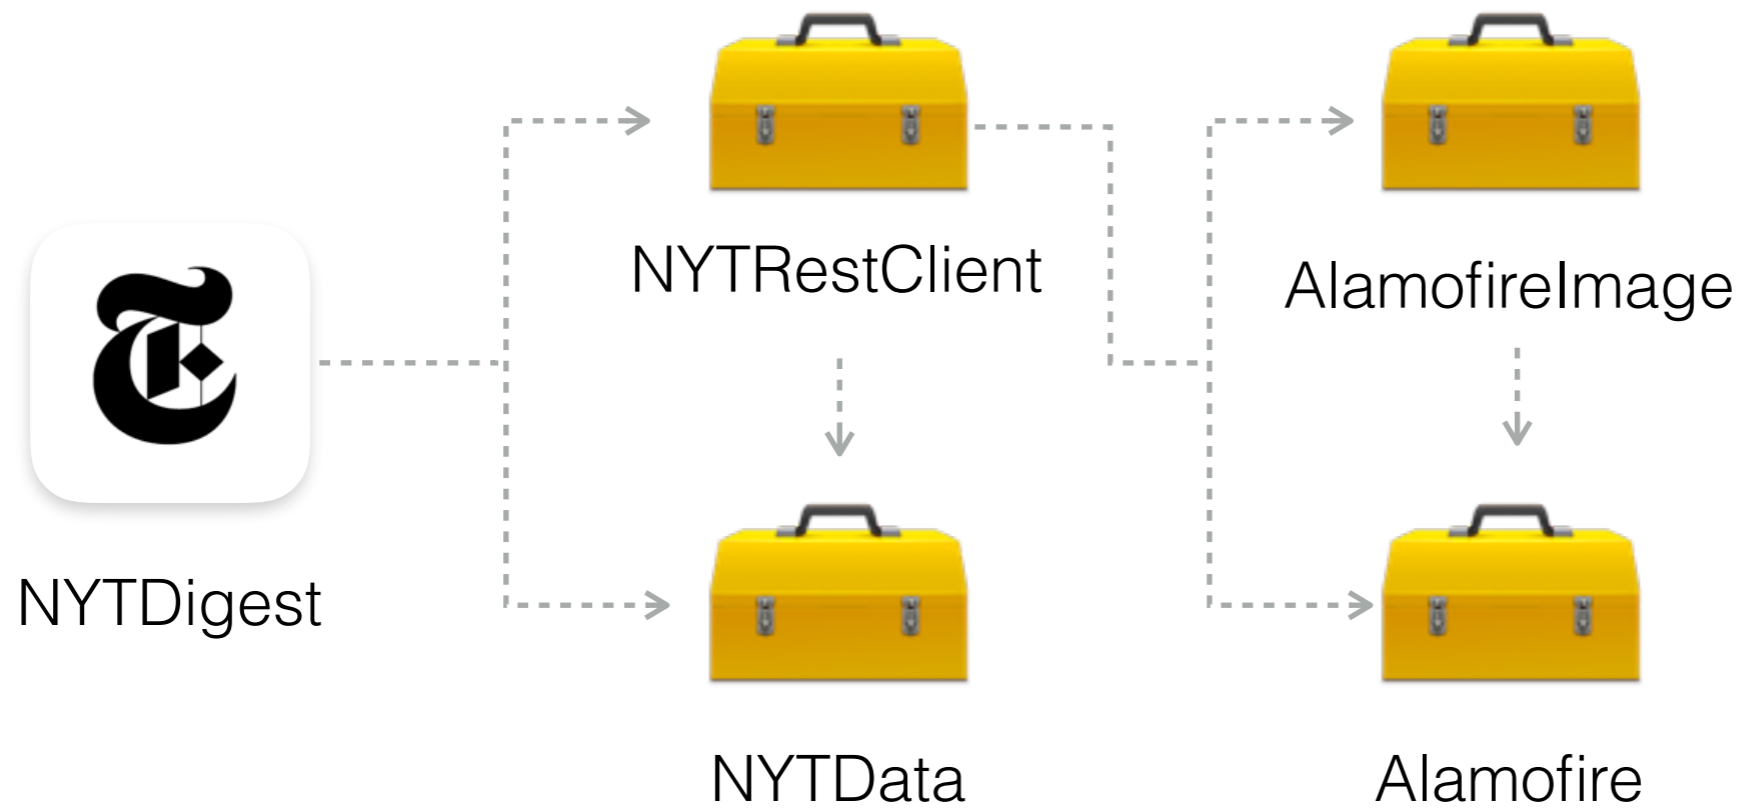 NYTRestClient
AlamofireImage
NYTDigest
NYTData
Alamofire